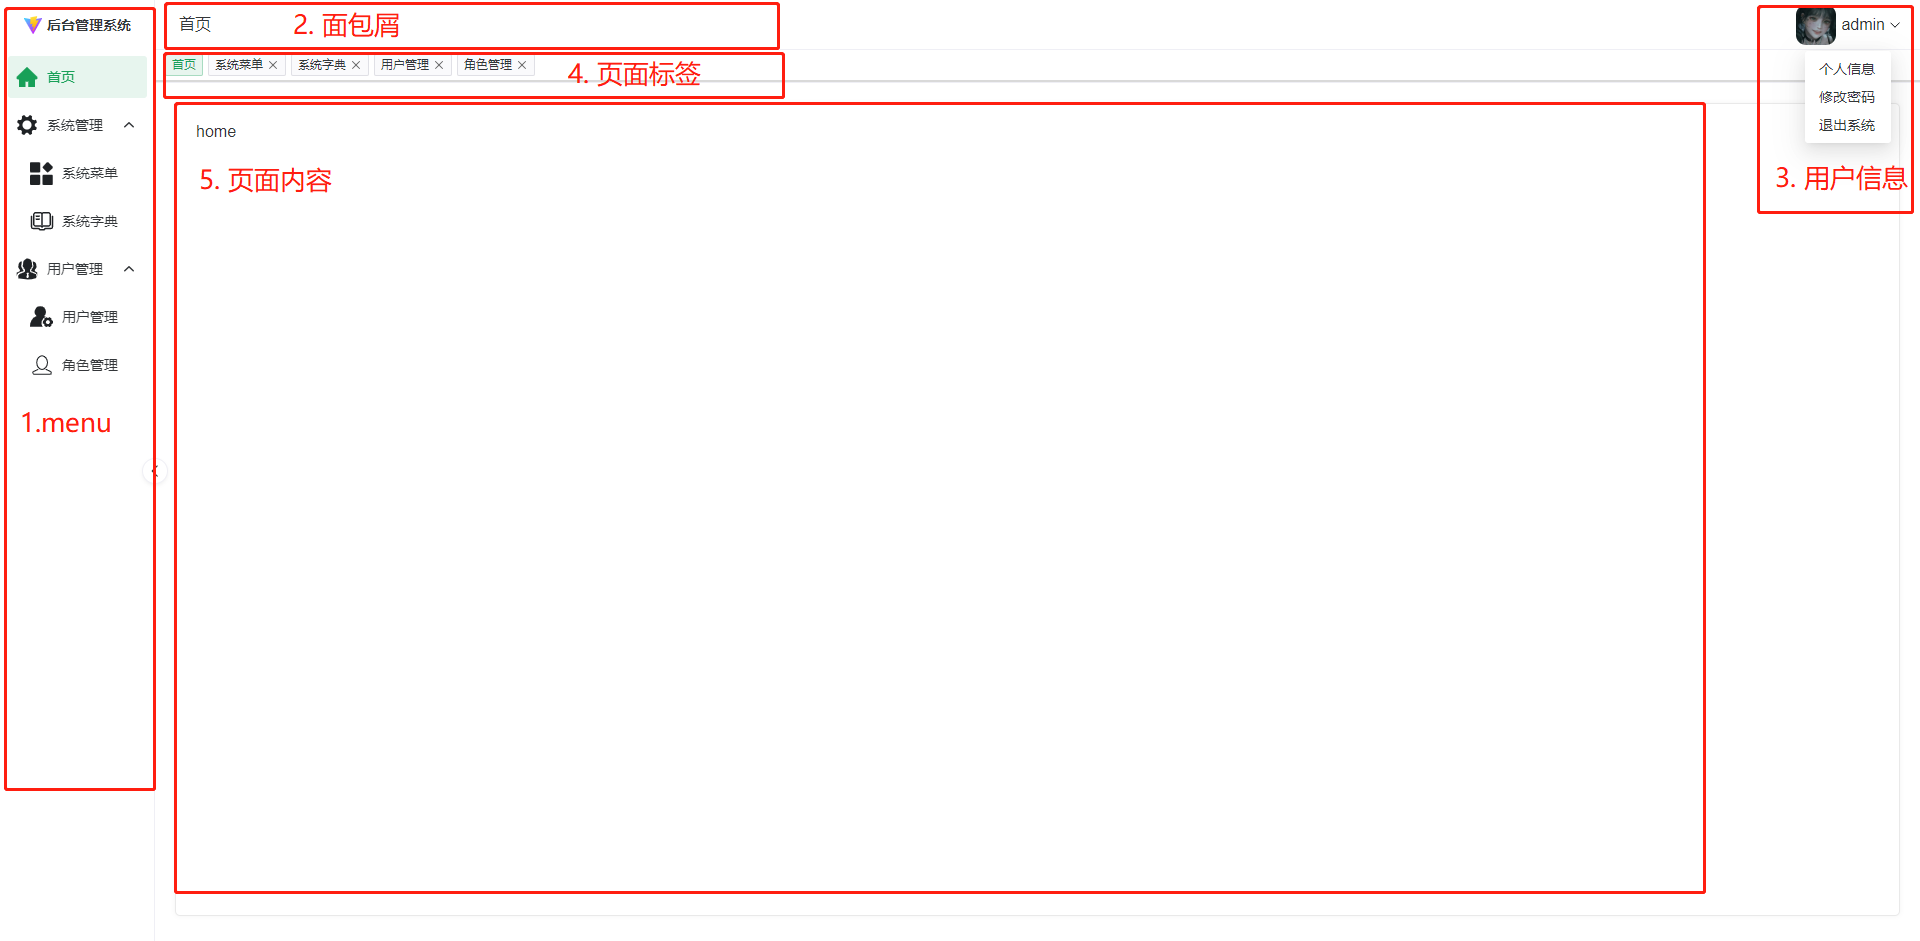 后台管理系统
首页
2. 面包屑
admin
首页
系统菜单
系统字典
用户管理
角色管理
4. 页面标签
个人信息
修改密码
退出系统
3. 用户信息
首页
系统管理
系统菜单
系统字典
用户管理
用户管理
角色管理
1.menu
home
5. 页面内容